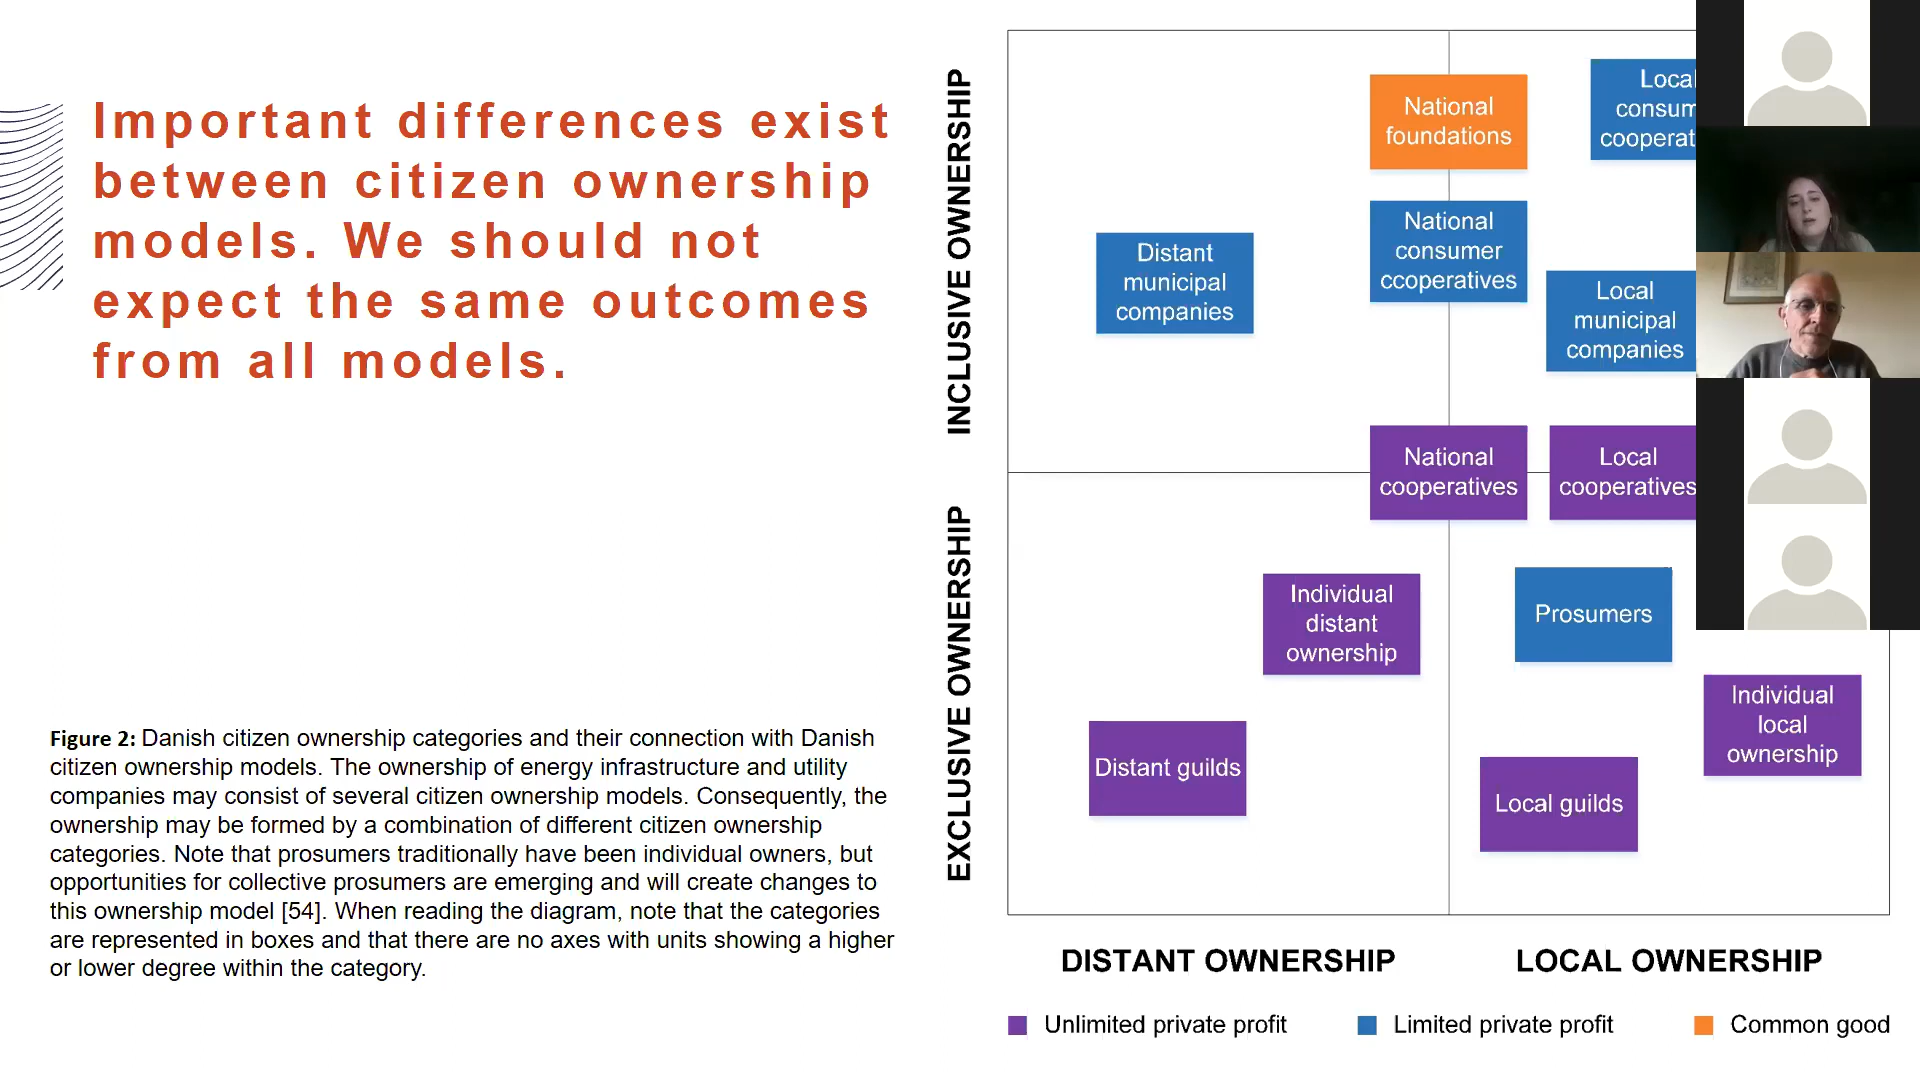 Important differences exist
between citizen ownership
models. We should not
expect the same outcomes
from all models.
Figure 2: Danish citizen ownership categories and their connection with Danish
citizen ownership models. The ownership of energy infrastructure and utility
companies may consist of several citizen ownership models. Consequently, the
ownership may be formed by a combination of different citizen ownership
categories. Note that prosumers traditionally have been individual owners, but
opportunities for collective prosumers are emerging and will create changes to
this ownership model [54]. When reading the diagram, note that the categories
are represented in boxes and that there are no axes with units showing a higher
or lower degree within the category.
INCLUSIVE OWNERSHIP
EXCLUSIVE OWNERSHIP
National
foundations
Local
National
consumer
ccoperatives
Distant
municipal
companies
Local
municipal
companies
National
cooperatives
Local
cooperatives
Individual
distant
ownership
Prosumers
Individual
local
ownership
Distant guilds
Local guilds
DISTANT OWNERSHIP
LOCAL OWNERSHIP
Unlimited private profit
Limited private profit
Common good